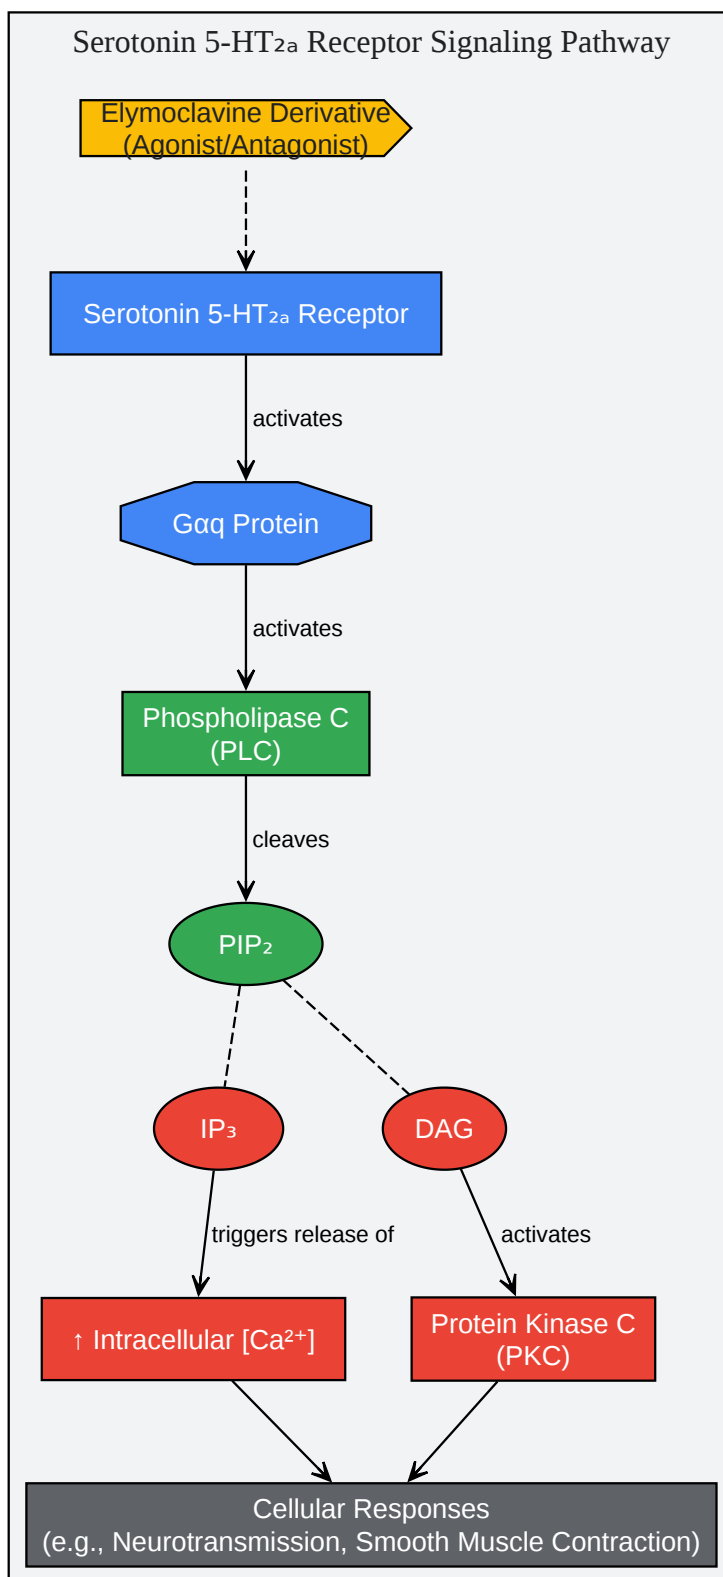 Serotonin 5-HT₂ₐ Receptor Signaling Pathway
Elymoclavine Derivative
(Agonist/Antagonist)
Serotonin 5-HT₂ₐ Receptor
activates
Gαq Protein
activates
Phospholipase C
(PLC)
cleaves
PIP₂
IP₃
DAG
triggers release of
activates
↑ Intracellular [Ca²⁺]
Protein Kinase C
(PKC)
Cellular Responses
(e.g., Neurotransmission, Smooth Muscle Contraction)